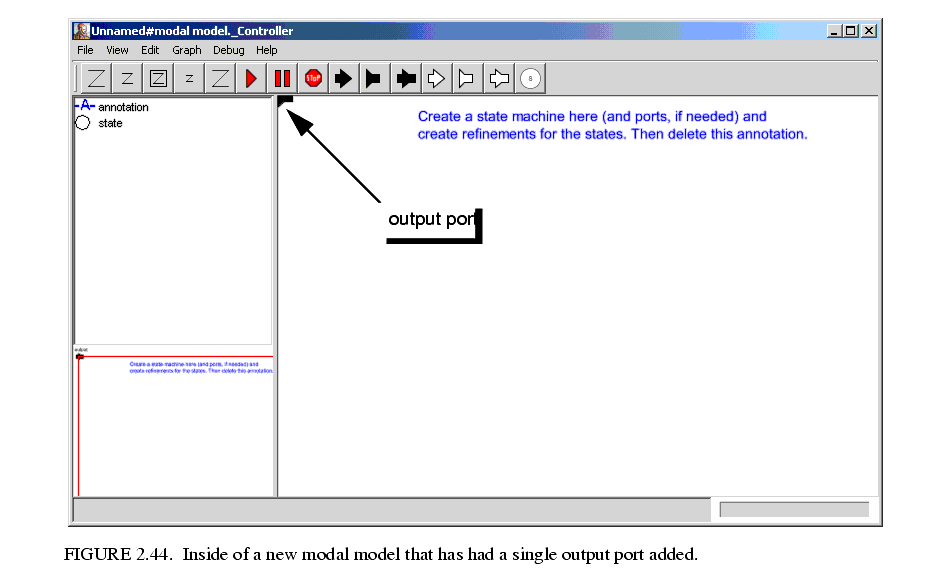 Unnamed#modal model._Controller
File View Edit Graph Debug Help
Z Z Z Z Z STOP 8
A annotation
state
Create a state machine here (and ports, if needed) and
create refinements for the states. Then delete this annotation.
output port
output
Create a state machine here (and ports, if needed) and
create refinements for the states. Then delete this annotation.
FIGURE 2.44. Inside of a new modal model that has had a single output port added.